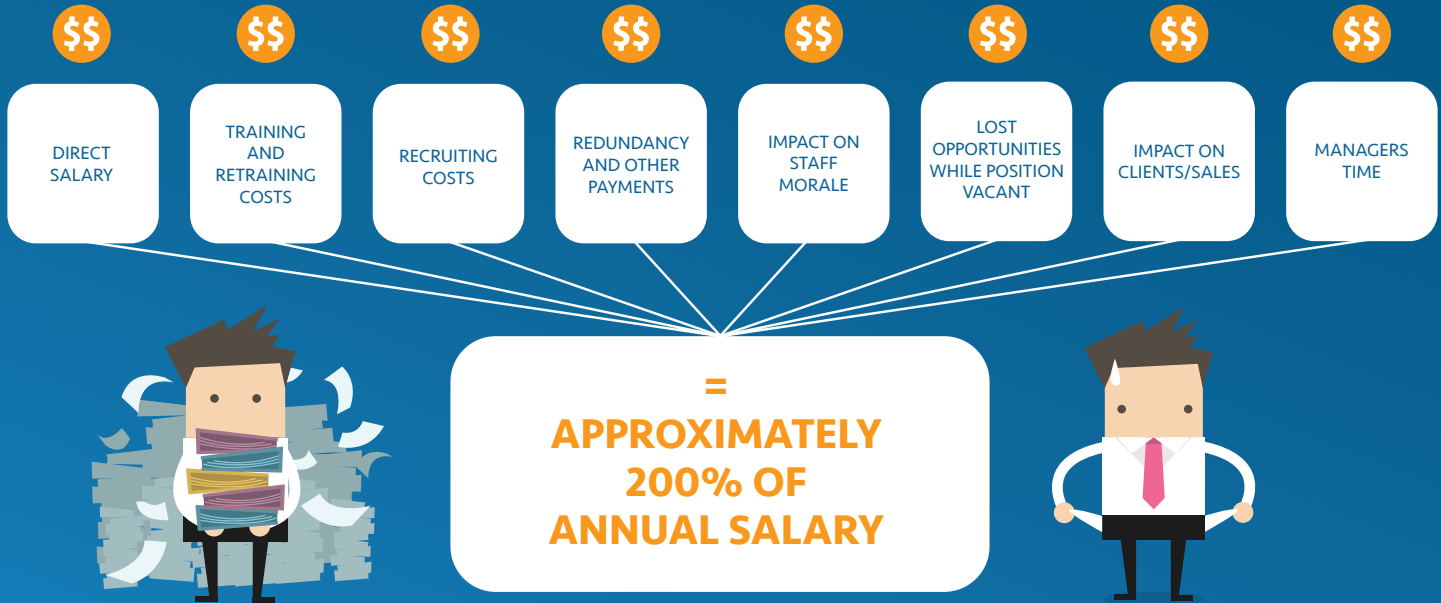 $$
$$
$$
$$
$$
$$
$$
$$
DIRECT
SALARY
TRAINING
AND
RETRAINING
COSTS
RECRUITING
COSTS
REDUNDANCY
AND OTHER
PAYMENTS
IMPACT ON
STAFF
MORALE
LOST
OPPORTUNITIES
WHILE POSITION
VACANT
IMPACT ON
CLIENTS/SALES
MANAGERS
TIME
=
APPROXIMATELY
200% OF
ANNUAL SALARY